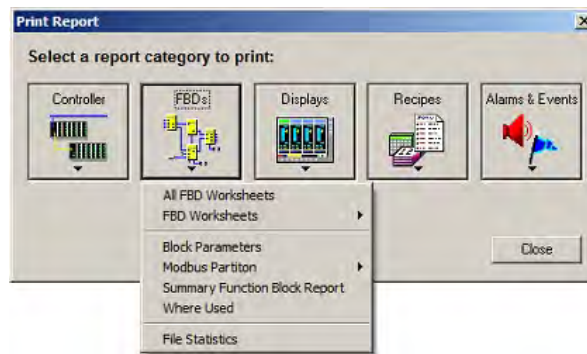 Print Report
Select a report category to print:
Controller FBDs Displays Recipes Alarms & Events
All FBD Worksheets
FBD Worksheets
Block Parameters
Modbus Partiton
Summary Function Block Report
Where Used
File Statistics
Close